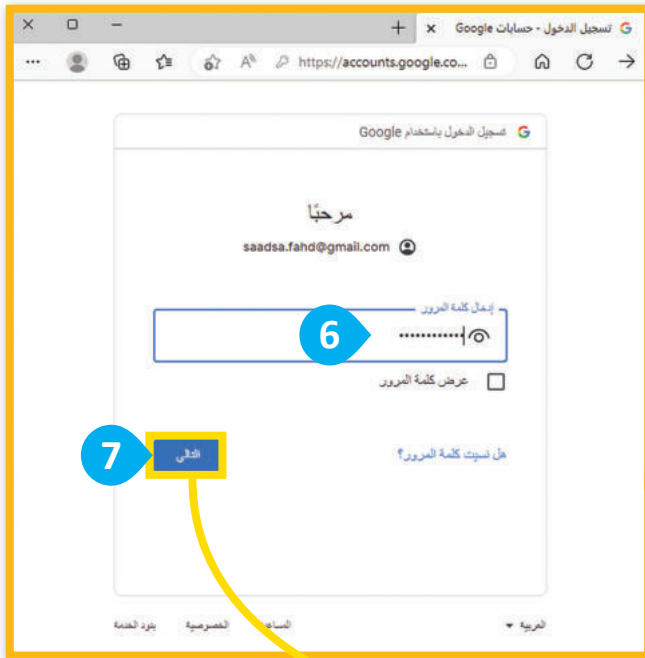 تسجيل الدخول - حسابات Google
https://accounts.google.co...
تسجيل الدخول باستخدام Google
مرحبًا
saadsa.fahd@gmail.com
إدخال كلمة المرور
••••••••••••
6
عرض كلمة المرور
هل نسيت كلمة المرور؟
التالي
7
العربية
الخصوصية
بنود الخدمة